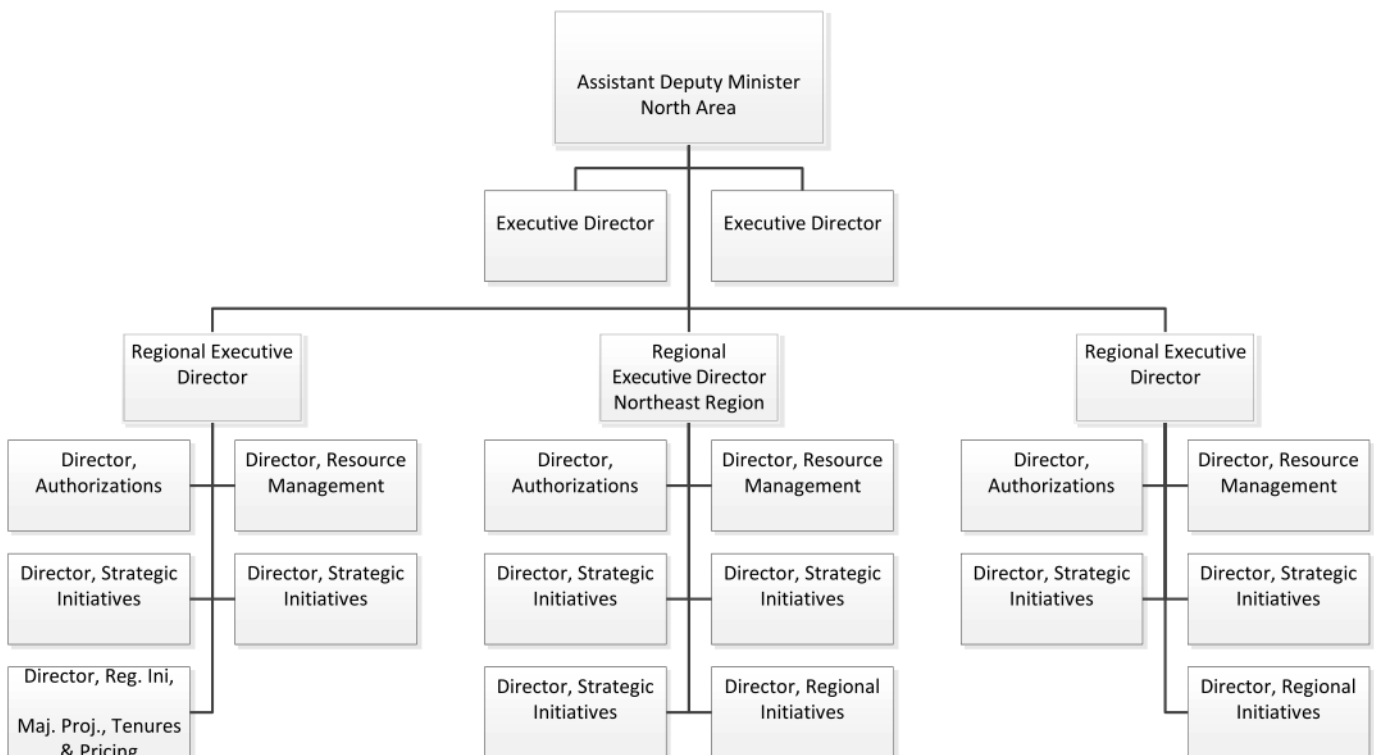 Assistant Deputy Minister
North Area
Executive Director
Executive Director
Regional Executive
Director
Regional
Executive Director
Northeast Region
Regional Executive
Director
Director,
Authorizations
Director, Resource
Management
Director,
Authorizations
Director, Resource
Management
Director,
Authorizations
Director, Resource
Management
Director, Strategic
Initiatives
Director, Strategic
Initiatives
Director, Strategic
Initiatives
Director, Strategic
Initiatives
Director, Strategic
Initiatives
Director, Strategic
Initiatives
Director, Reg. Ini,
Maj. Proj., Tenures
& Pricing
Director, Strategic
Initiatives
Director, Regional
Initiatives
Director, Regional
Initiatives